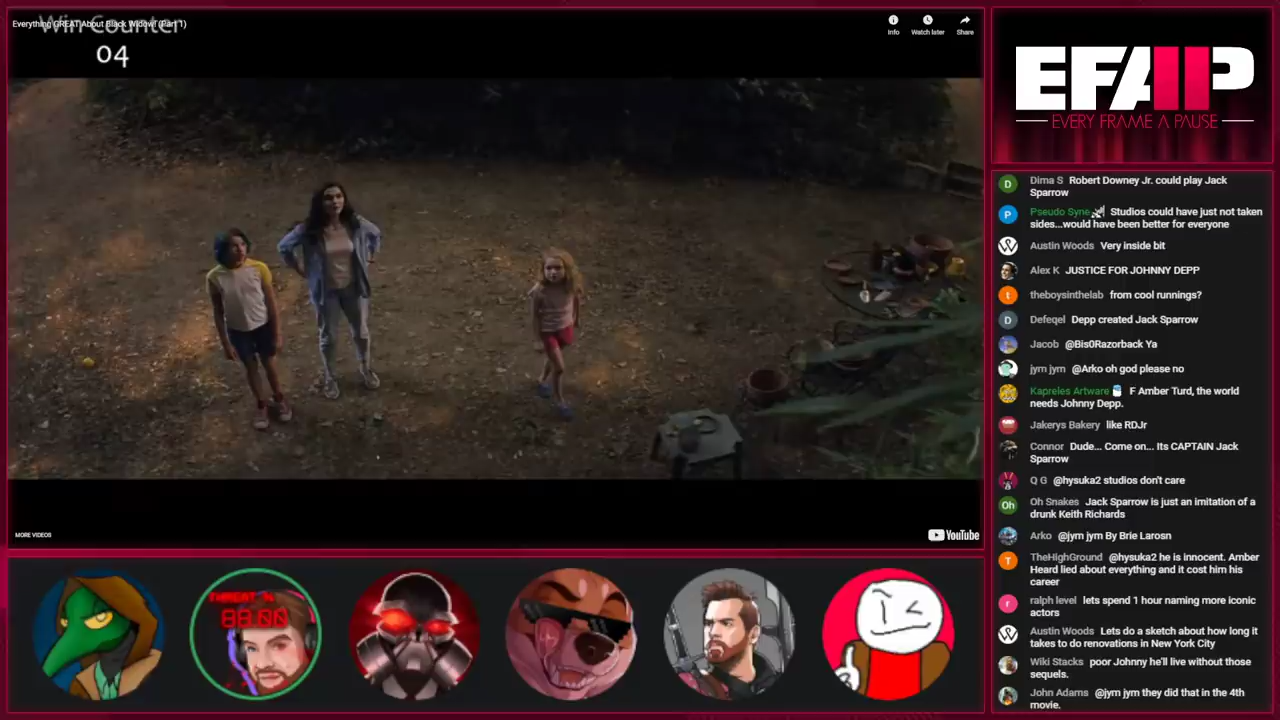 Everything GREAT About Black Widow! (Part 1)
Win Counter
04
Info
Watch later
Share
MORE VIDEOS
YouTube
EFAP
EVERY FRAME A PAUSE
Dima S Robert Downey Jr. could play Jack
Sparrow
Pseudo Syne Studios could have just not taken
sides...would have been better for everyone
Austin Woods Very inside bit
Alex K JUSTICE FOR JOHNNY DEPP
theboysinthelab from cool runnings?
Defeqel Depp created Jack Sparrow
Jacob @Bis0Razorback Ya
jym jym @Arko oh god please no
Kapreles Artware F Amber Turd, the world
needs Johnny Depp.
Jakerys Bakery like RDJr
Connor Dude... Come on... Its CAPTAIN Jack
Sparrow
Q G @hysuka2 studios don't care
Oh Snakes Jack Sparrow is just an imitation of a
drunk Keith Richards
Arko @jym jym By Brie Larosn
TheHighGround @hysuka2 he is innocent. Amber
Heard lied about everything and it cost him his
career
ralph level lets spend 1 hour naming more iconic
actors
Austin Woods Lets do a sketch about how long it
takes to do renovations in New York City
Wiki Stacks poor Johnny he'll live without those
sequels.
John Adams @jym jym they did that in the 4th
movie.
88.00